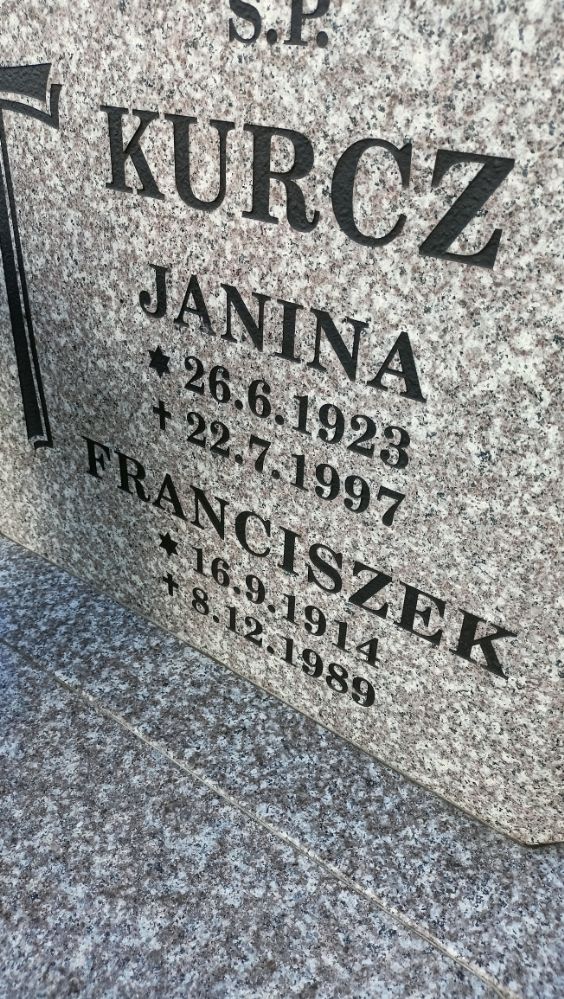 Ś.P.
KURCZ
JANINA
✶ 26.6.1923
✝ 22.7.1997
FRANCISZEK
✶ 16.9.1914
✝ 8.12.1989